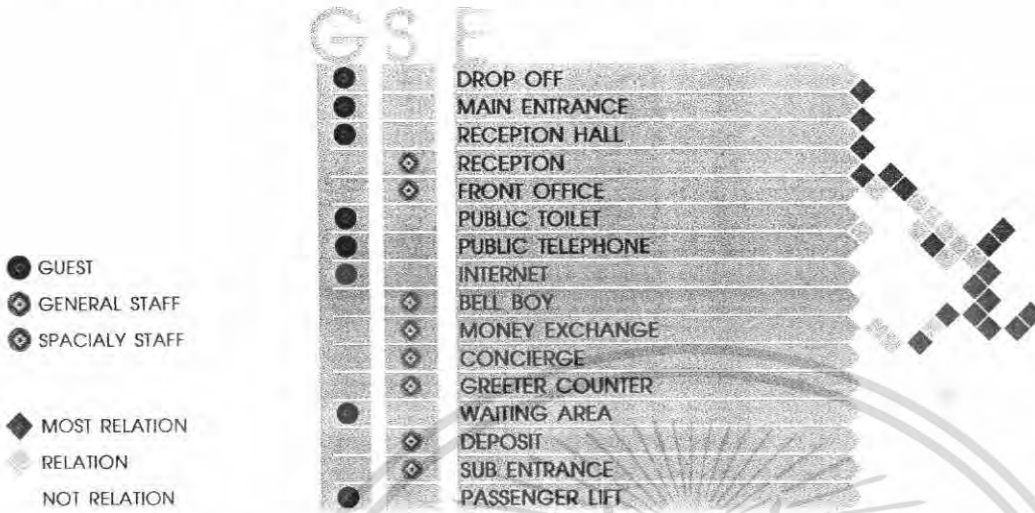 G S E
DROP OFF
MAIN ENTRANCE
RECEPTON HALL
RECEPTON
FRONT OFFICE
PUBLIC TOILET
PUBLIC TELEPHONE
INTERNET
BELL BOY
MONEY EXCHANGE
CONCIERGE
GREETER COUNTER
WAITING AREA
DEPOSIT
SUB ENTRANCE
PASSENGER LIFT
GUEST
GENERAL STAFF
SPACIALY STAFF
MOST RELATION
RELATION
NOT RELATION